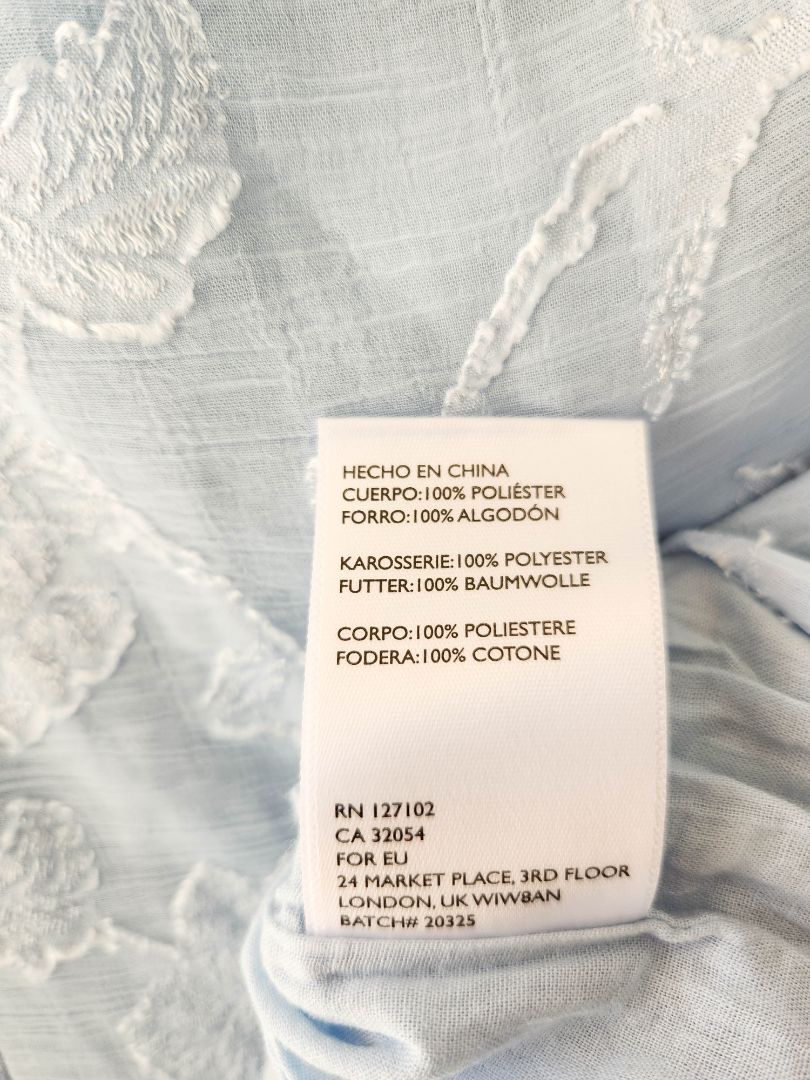 HECHO EN CHINA
CUERPO:100% POLIÉSTER
FORRO:100% ALGODÓN
KAROSSERIE:100% POLYESTER
FUTTER:100% BAUMWOLLE
CORPO:100% POLIESTERE
FODERA:100% COTONE
RN 127102
CA 32054
FOR EU
24 MARKET PLACE, 3RD FLOOR
LONDON, UK WIW8AN
BATCH# 20325